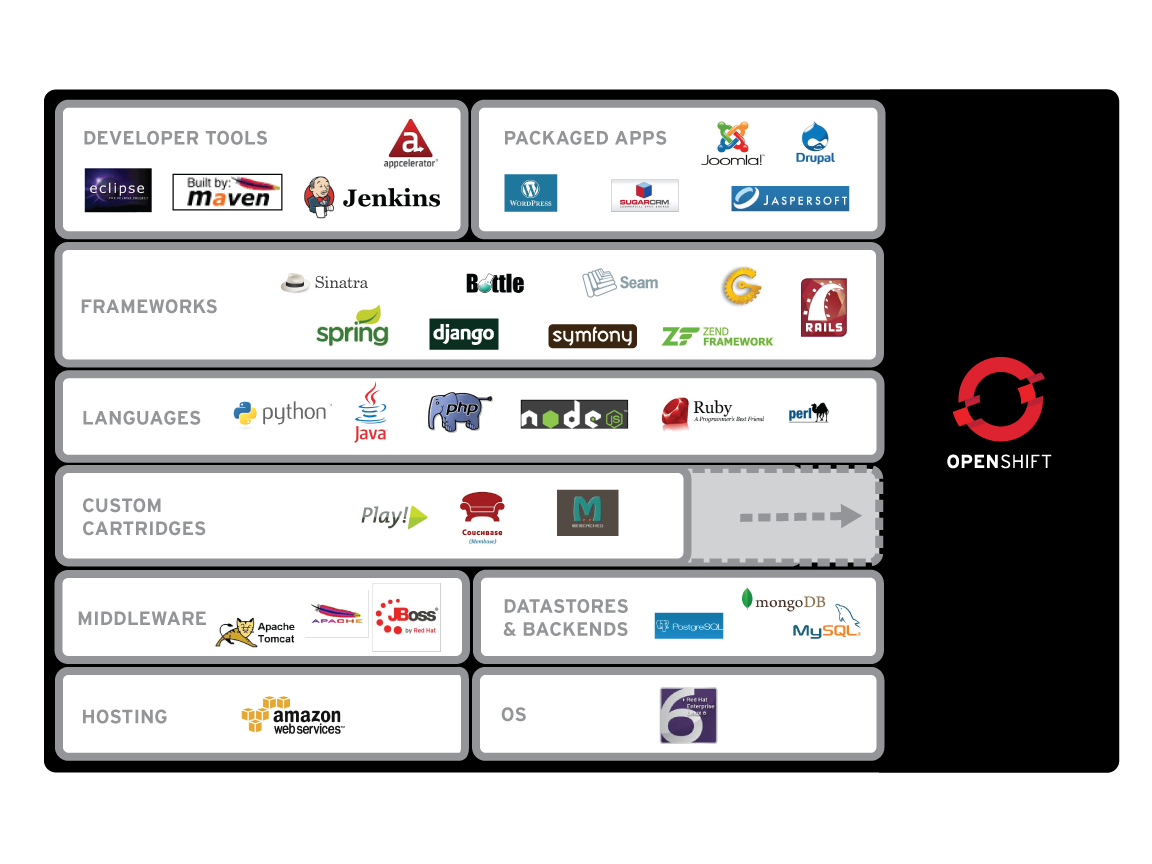 DEVELOPER TOOLS
appcelerator
eclipse
Built by:
maven
Jenkins
PACKAGED APPS
Joomla!
Drupal
WORDPRESS
SUGARCRM
JASPERSOFT
FRAMEWORKS
Sinatra
Bottle
Seam
spring
django
symfony
ZF ZEND
FRAMEWORK
RAILS
LANGUAGES
python
Java
php
node
JS
Ruby
A Programmer's Best Friend
perl
CUSTOM
CARTRIDGES
Play!
COUCHBASE
(Membase)
M
MIDDLEWARE
Apache
Tomcat
APACHE
JBoss
by Red Hat
DATASTORES
& BACKENDS
PostgreSQL
mongoDB
MySQL
HOSTING
amazon
web services
OS
6
Red Hat
Enterprise
OPENSHIFT